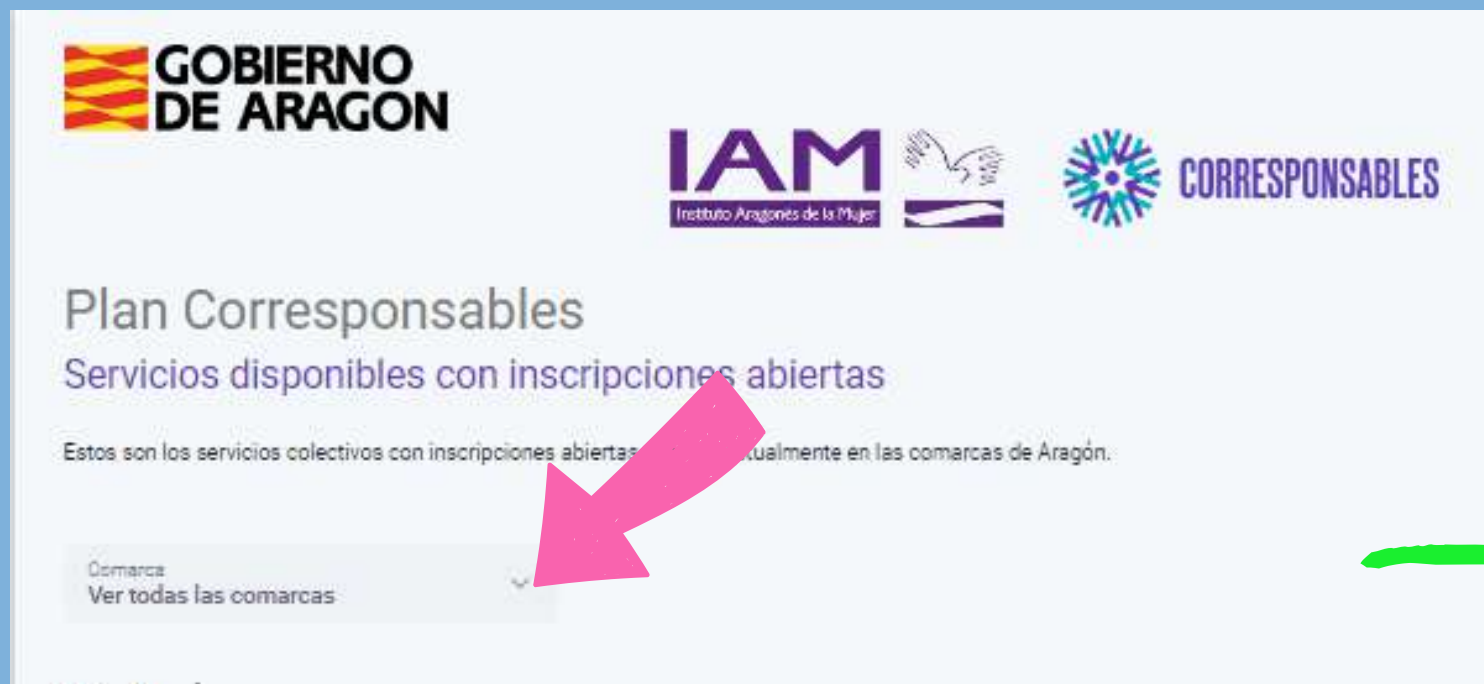 GOBIERNO
DE ARAGON
IAM
Instituto Aragonés de la Mujer
CORRESPONSABLES
Plan Corresponsables
Servicios disponibles con inscripciones abiertas
Estos son los servicios colectivos con inscripciones abiertas tualmente en las comarcas de Aragón.
Comarca
Ver todas las comarcas